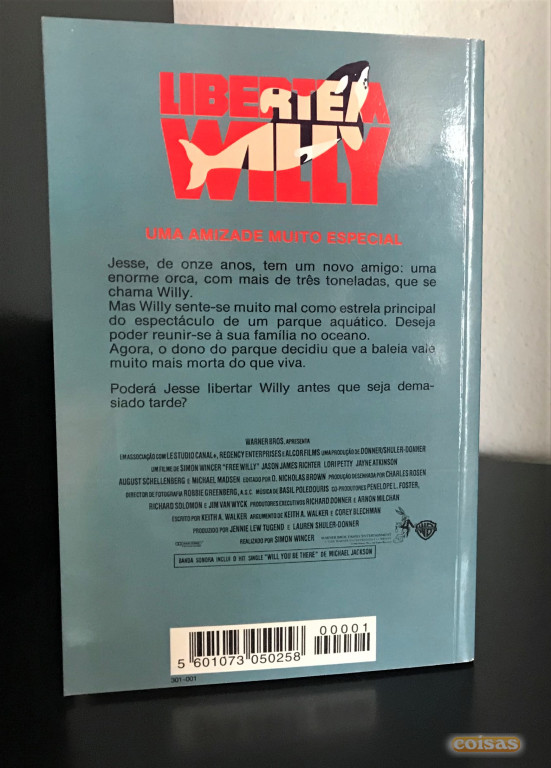 LIBERTEM A
WILLY
UMA AMIZADE MUITO ESPECIAL
Jesse, de onze anos, tem um novo amigo: uma
enorme orca, com mais de três toneladas, que se
chama Willy.
Mas Willy sente-se muito mal como estrela principal
do espectáculo de um parque aquático. Deseja
poder reunir-se à sua família no oceano.
Agora, o dono do parque decidiu que a baleia vale
muito mais morta do que viva.
Poderá Jesse libertar Willy antes que seja dema-
siado tarde?
WARNER BROS. APRESENTA
EM ASSOCIAÇÃO COM LE STUDIO CANAL+, REGENCY ENTERPRISES E ALCOR FILMS UMA PRODUÇÃO DE DONNER/SHULER-DONNER
UM FILME DE SIMON WINCER "FREE WILLY" JASON JAMES RICHTER LORI PETTY JAYNE ATKINSON
AUGUST SCHELLENBERG E MICHAEL MADSEN EDITADO POR O. NICHOLAS BROWN PRODUÇÃO DESENHADA POR CHARLES ROSEN
DIRECTOR DE FOTOGRAFIA ROBBIE GREENBERG, A.S.C. MÚSICA DE BASIL POLEDOURIS CO-PRODUTORES PENELOPE L. FOSTER,
RICHARD SOLOMON E JIM VAN WYCK PRODUTORES EXECUTIVOS RICHARD DONNER E ARNON MILCHAN
ESCRITO POR KEITH A. WALKER ARGUMENTO DE KEITH A. WALKER E COREY BLECHMAN
PRODUZIDO POR JENNIE LEW TUGEND E LAUREN SHULER-DONNER
REALIZADO POR SIMON WINCER
BANDA SONORA INCLUI O HIT SINGLE "WILL YOU BE THERE" DE MICHAEL JACKSON
00001
5 601073 050258
301-001
coisas